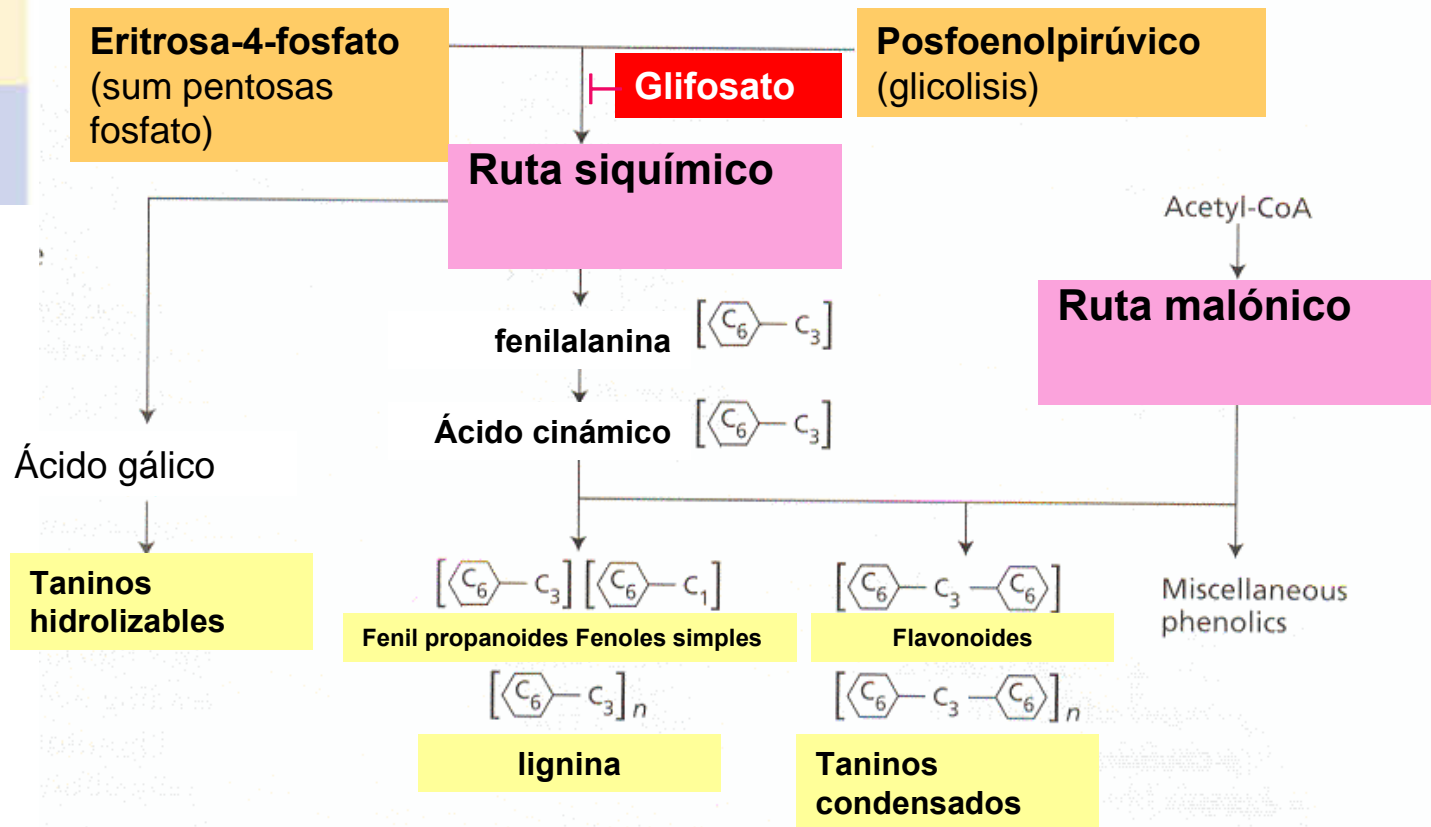 Eritrosa-4-fosfato
(sum pentosas
fosfato)
Glifosato
Posfoenolpirúvico
(glicolisis)
Ruta siquímico
Acetyl-CoA
Ruta malónico
fenilalanina
[C6 — C3]
Ácido cinámico
[C6 — C3]
Ácido gálico
Taninos
hidrolizables
[C6 — C3] [C6 — C1]
Fenil propanoides Fenoles simples
[C6 — C3]n
lignina
[C6 — C3 — C6]
Flavonoides
[C6 — C3 — C6]n
Taninos
condensados
Miscellaneous
phenolics